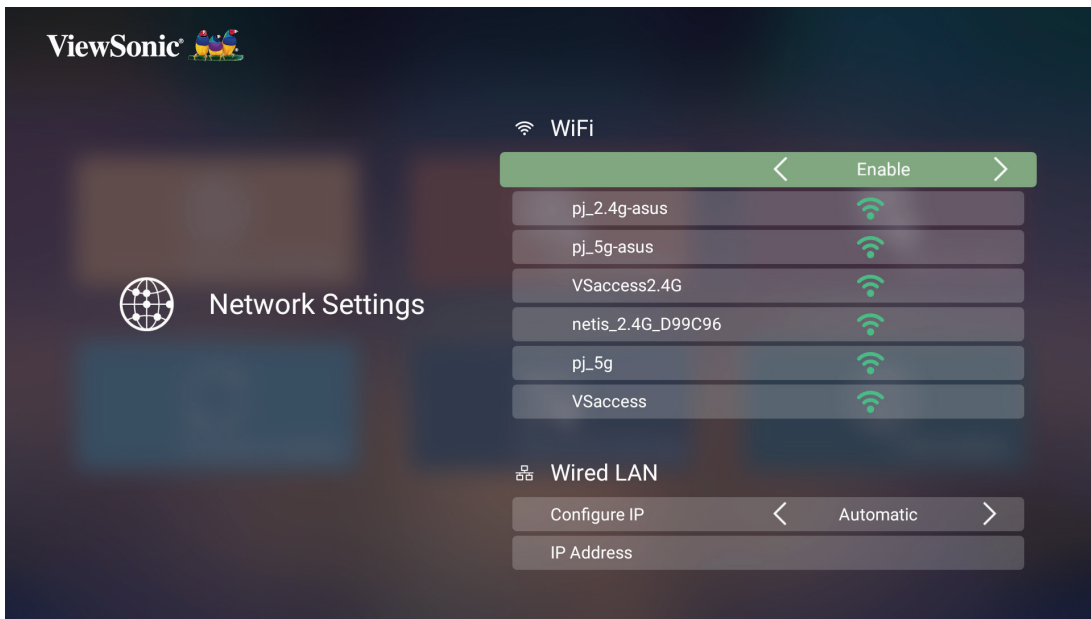 ViewSonic®
WiFi
Enable
pj_2.4g-asus
pj_5g-asus
VSaccess2.4G
Network Settings
netis_2.4G_D99C96
pj_5g
VSaccess
Wired LAN
Configure IP Automatic
IP Address